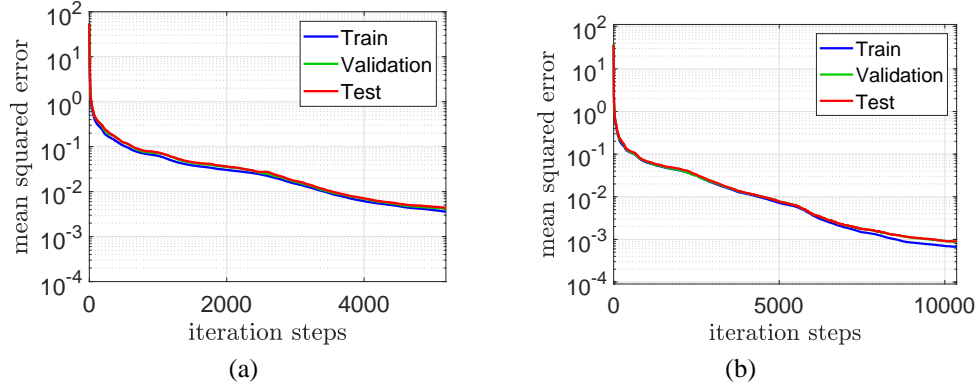 10^2
10^1
10^0
10^-1
10^-2
10^-3
10^-4
mean squared error
Train
Validation
Test
0
2000
4000
iteration steps
(a)
10^2
10^1
10^0
10^-1
10^-2
10^-3
10^-4
mean squared error
Train
Validation
Test
0
5000
10000
iteration steps
(b)